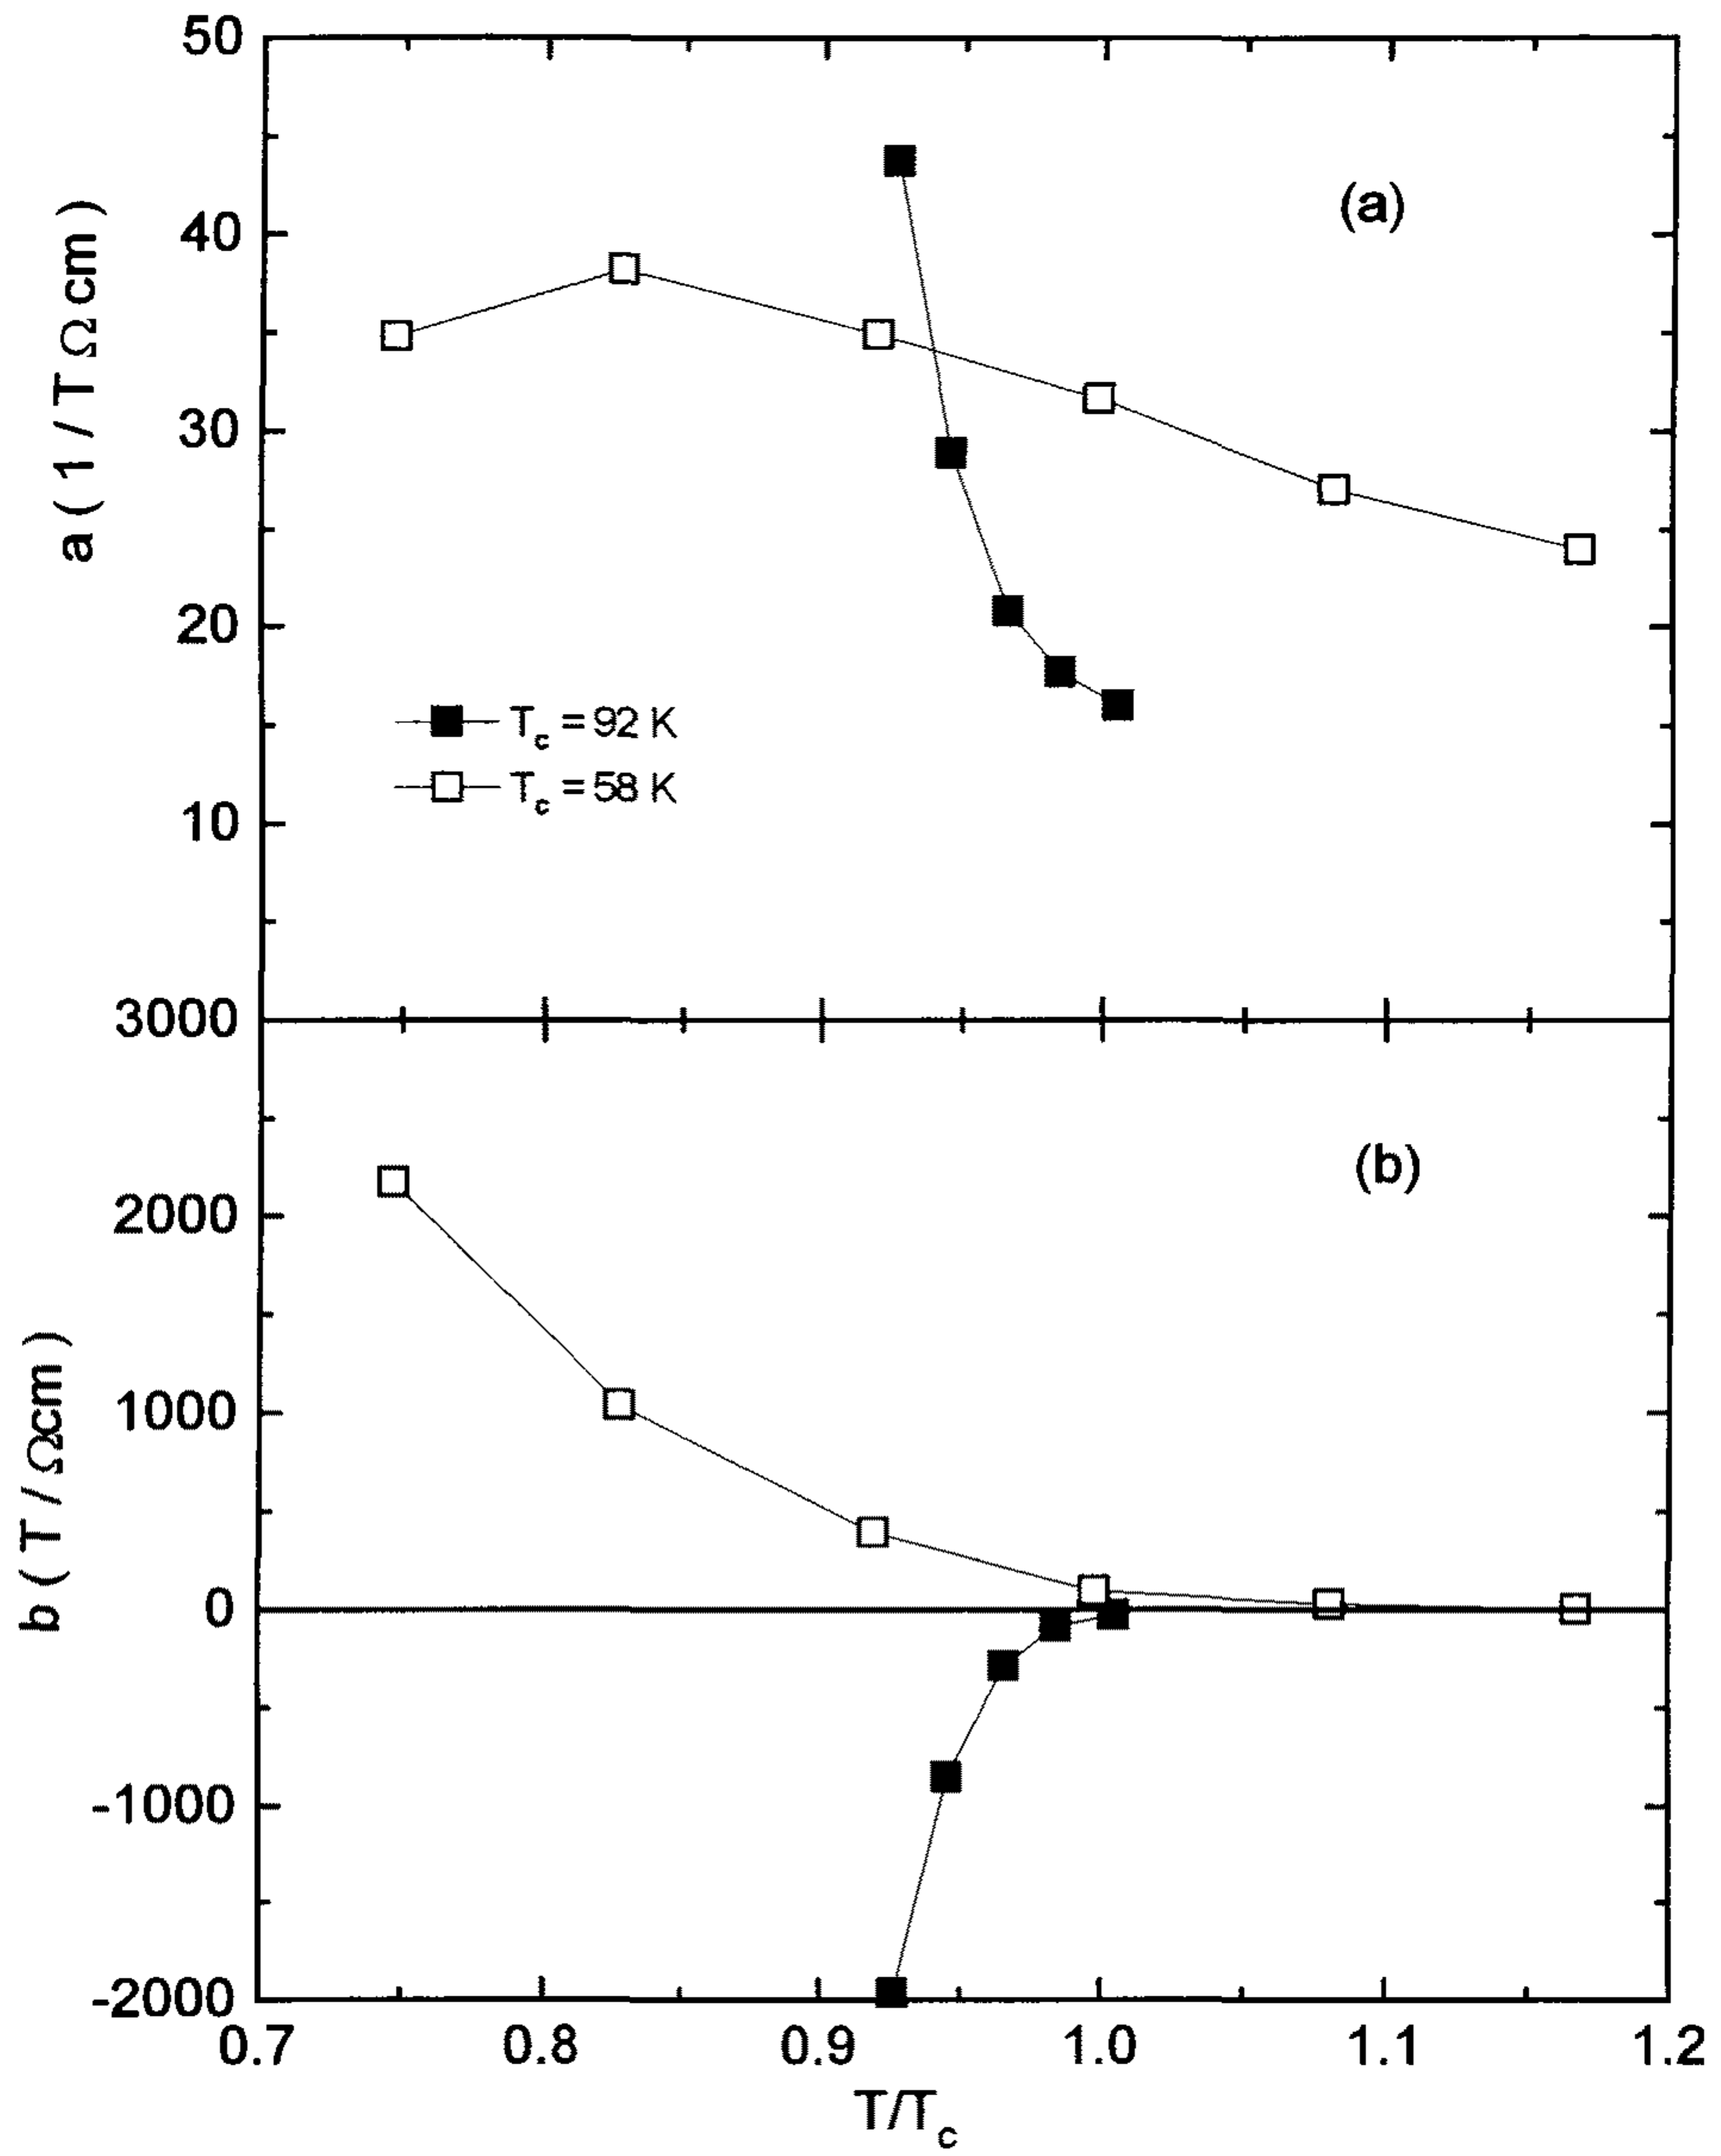 50
40
30
20
10
a ( 1 / T Ω cm )
(a)
T_c = 92 K
T_c = 58 K
3000
2000
1000
0
-1000
-2000
b ( T / Ωcm )
(b)
0.7 0.8 0.9 1.0 1.1 1.2
T/T_c